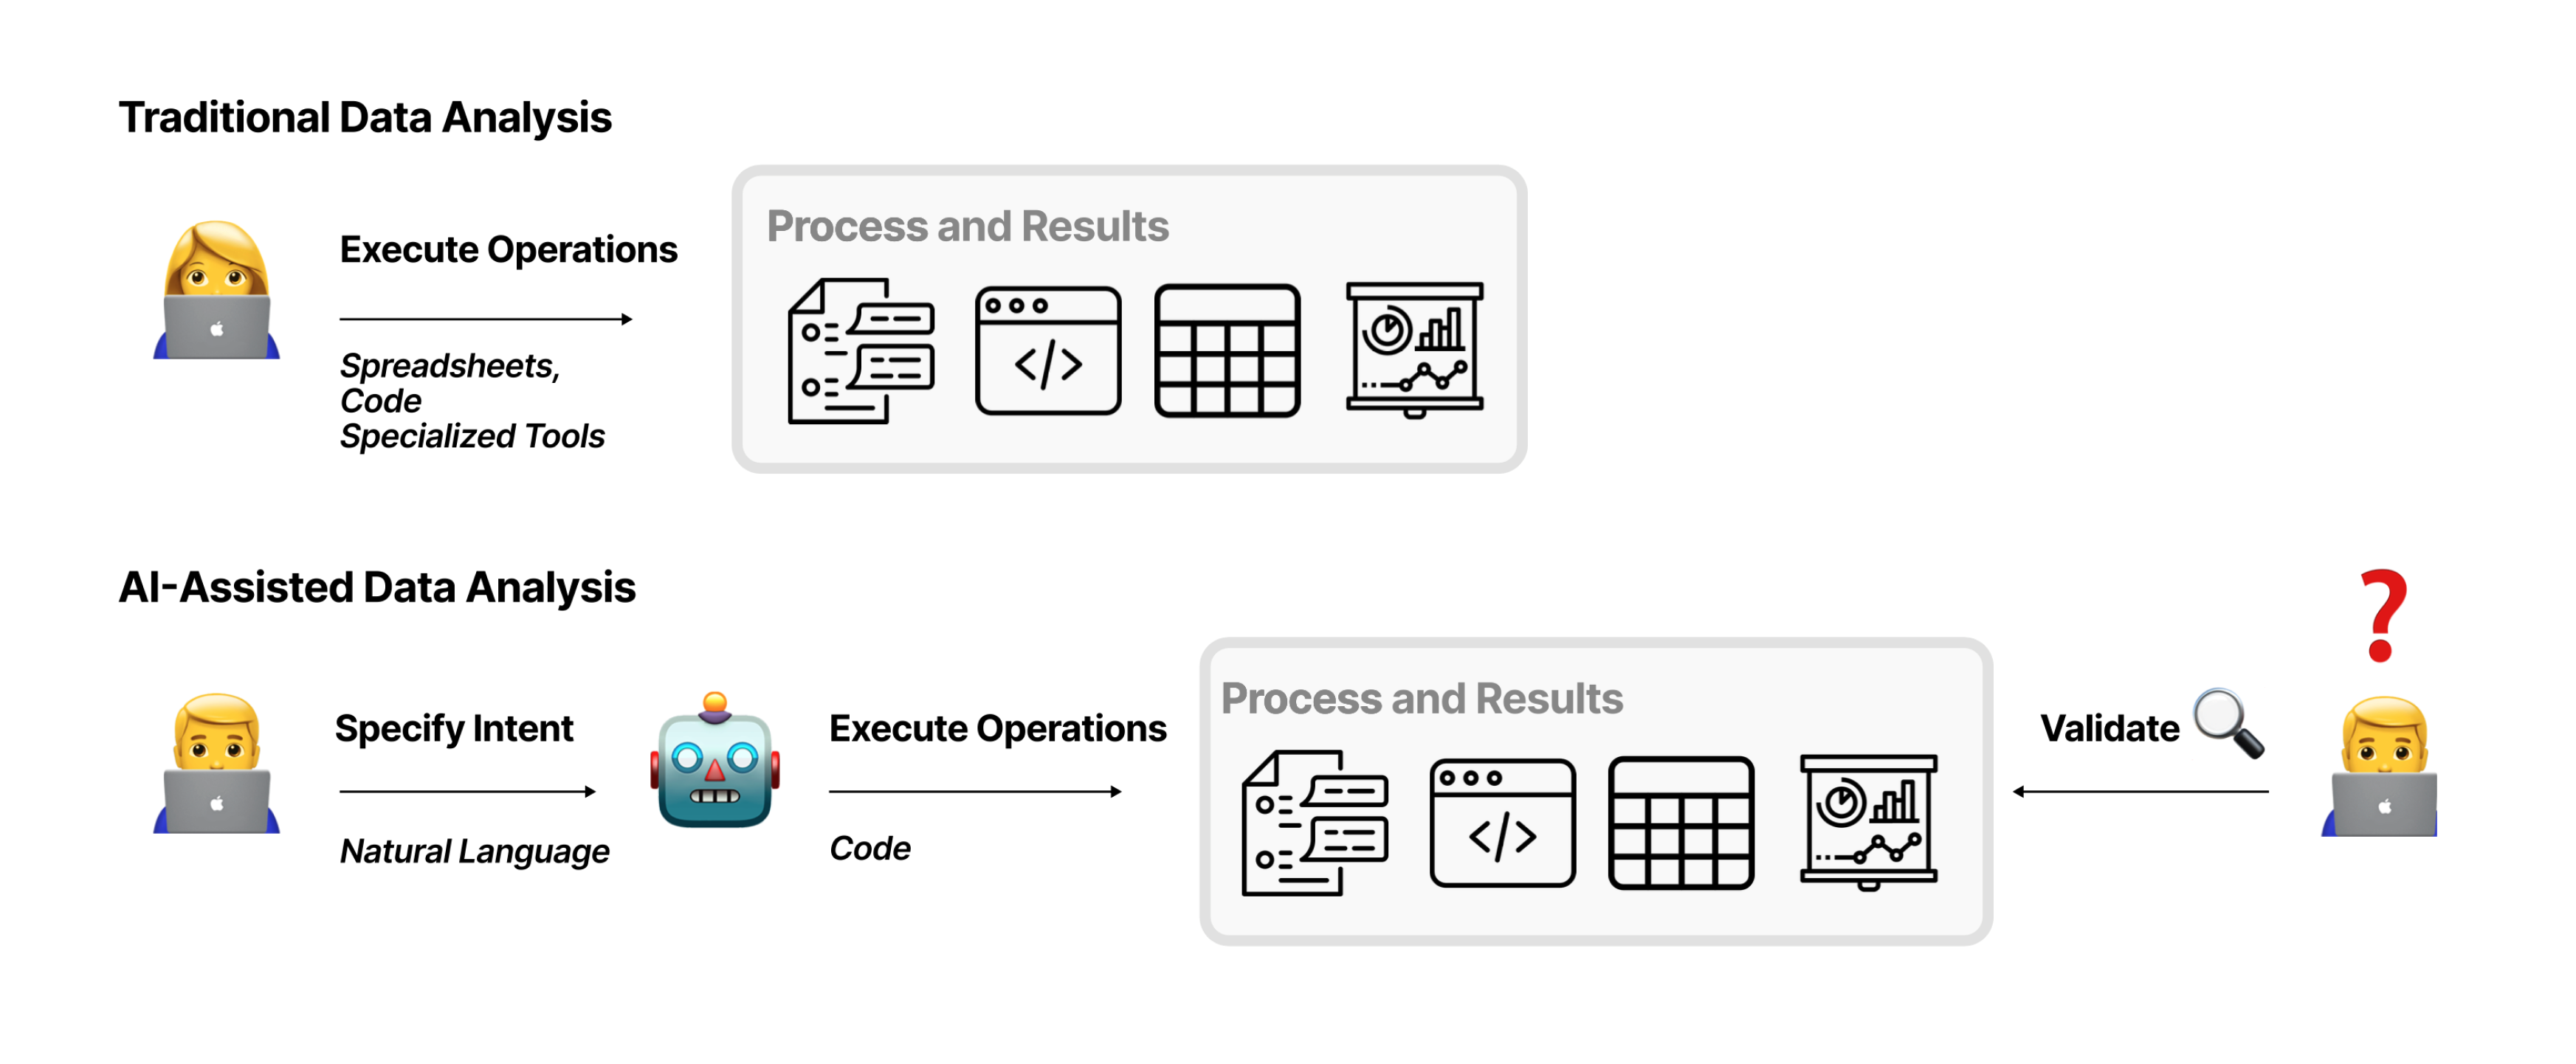 Traditional Data Analysis
Execute Operations
Spreadsheets,
Code
Specialized Tools
Process and Results
</>
AI-Assisted Data Analysis
Specify Intent
Natural Language
Execute Operations
Code
Process and Results
</>
Validate
?